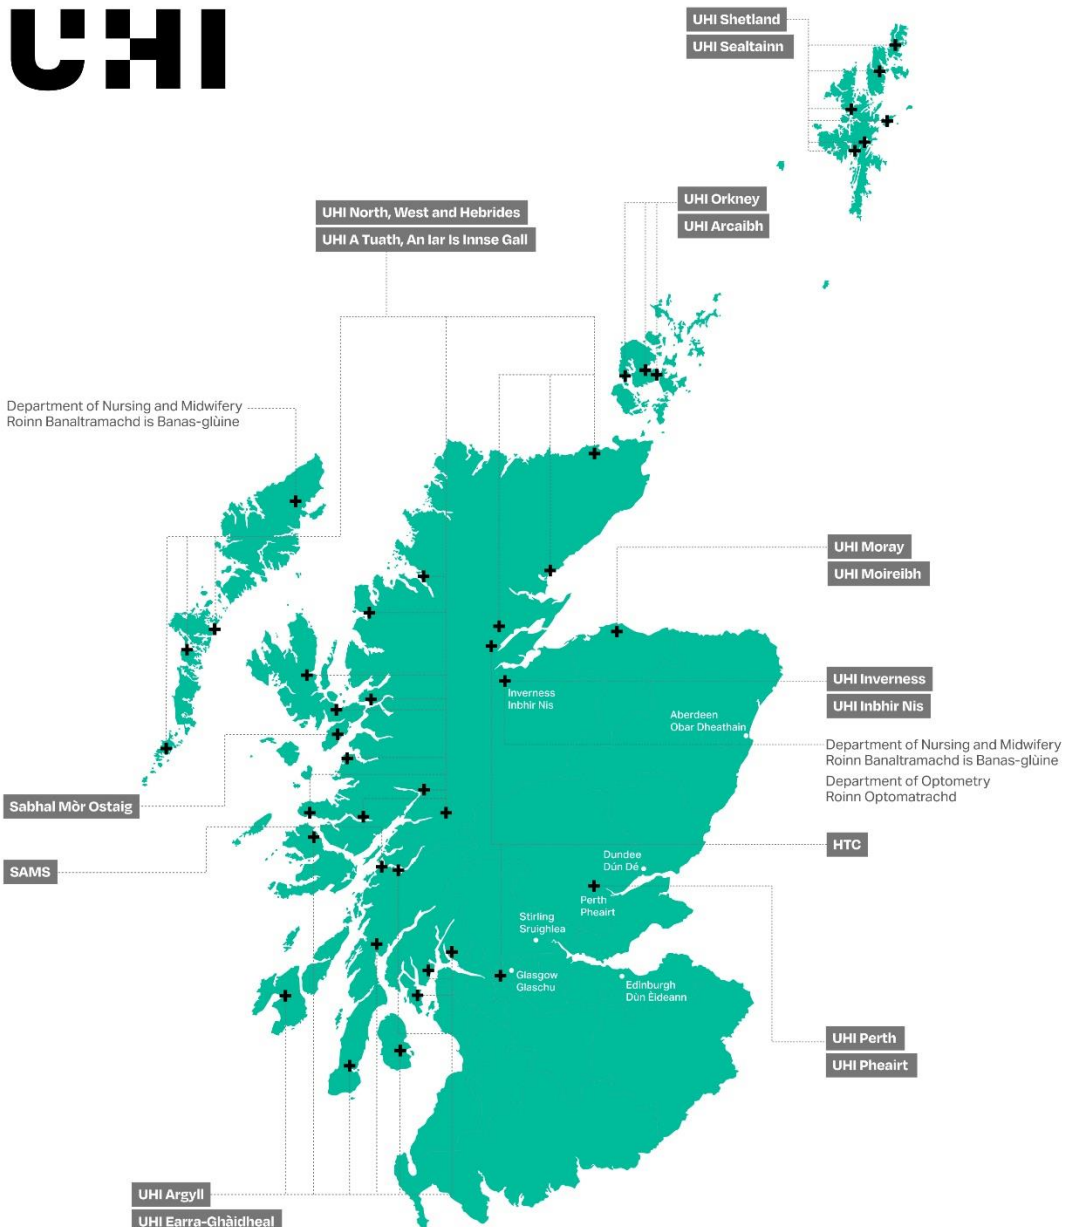 UHI
UHI Shetland
UHI Sealtainn
UHI Orkney
UHI Arcaibh
UHI North, West and Hebrides
UHI A Tuath, An Iar Is Innse Gall
Department of Nursing and Midwifery
Roinn Banaltramachd is Banas-glùine
UHI Moray
UHI Moireibh
UHI Inverness
UHI Inbhir Nis
Inverness
Inbhir Nis
Aberdeen
Obar Dheathain
Department of Nursing and Midwifery
Roinn Banaltramachd is Banas-glùine
Department of Optometry
Roinn Optomatrachd
Sabhal Mòr Ostaig
HTC
SAMS
Dundee
Dún Dé
Perth
Pheairt
Stirling
Sruighlea
Glasgow
Glaschu
Edinburgh
Dùn Èideann
UHI Perth
UHI Pheairt
UHI Argyll
UHI Earra-Ghàidheal